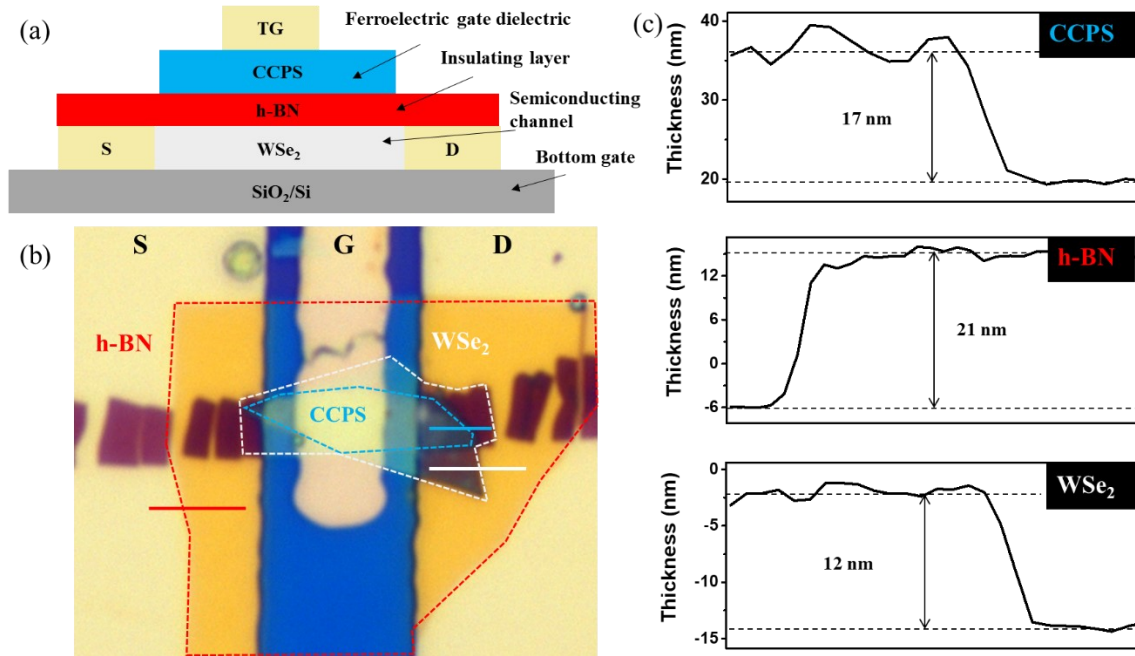 (a)
TG
CCPS
h-BN
S
WSe₂
D
SiO₂/Si
Ferroelectric gate dielectric
Insulating layer
Semiconducting
channel
Bottom gate
(b)
S
G
D
h-BN
WSe₂
CCPS
(c)
CCPS
Thickness (nm)
40
30
20
17 nm
h-BN
Thickness (nm)
12
6
0
-6
21 nm
WSe₂
Thickness (nm)
0
-5
-10
-15
12 nm